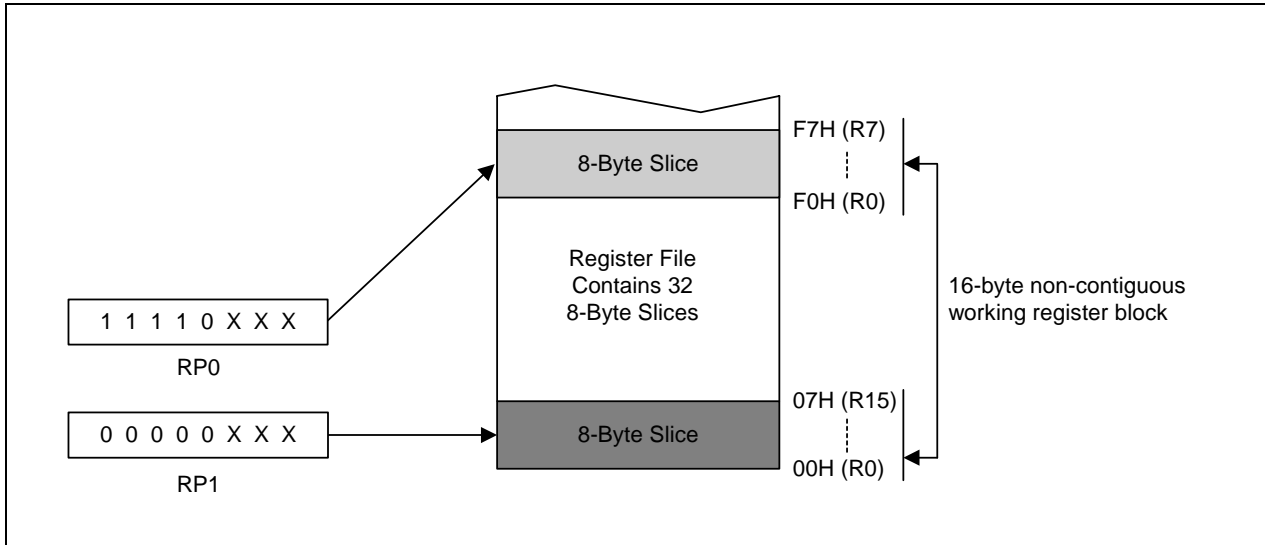 F7H (R7)
8-Byte Slice
F0H (R0)
Register File
Contains 32
8-Byte Slices
16-byte non-contiguous
working register block
1 1 1 1 0 X X X
RP0
07H (R15)
0 0 0 0 0 X X X
8-Byte Slice
00H (R0)
RP1